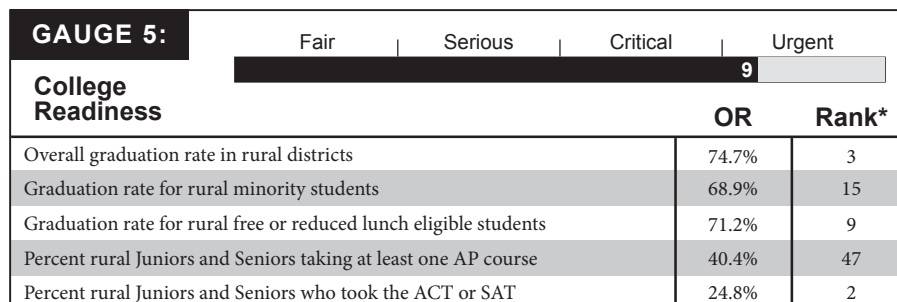 GAUGE 5:
Fair Serious Critical Urgent
9
College
Readiness
OR Rank*
Overall graduation rate in rural districts 74.7% 3
Graduation rate for rural minority students 68.9% 15
Graduation rate for rural free or reduced lunch eligible students 71.2% 9
Percent rural Juniors and Seniors taking at least one AP course 40.4% 47
Percent rural Juniors and Seniors who took the ACT or SAT 24.8% 2